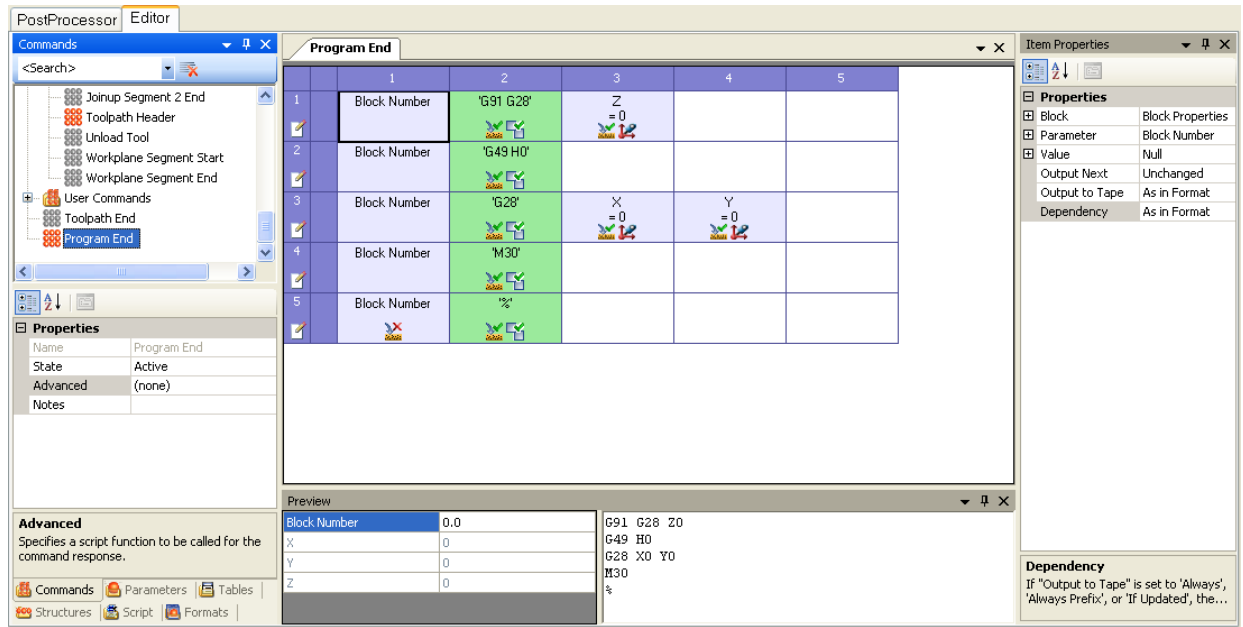 PostProcessor Editor
Commands
<Search>
Joinup Segment 2 End
Toolpath Header
Unload Tool
Workplane Segment Start
Workplane Segment End
User Commands
Toolpath End
Program End
Properties
Name Program End
State Active
Advanced (none)
Notes
Advanced
Specifies a script function to be called for the
command response.
Commands Parameters Tables
Structures Script Formats
Program End
1 2 3 4 5
1 Block Number 'G91 G28' Z
= 0
2 Block Number 'G49 H0'
3 Block Number 'G28' X Y
= 0 = 0
4 Block Number 'M30'
5 Block Number '%'
Preview
Block Number 0.0
X 0
Y 0
Z 0
G91 G28 Z0
G49 H0
G28 X0 Y0
M30
%
Item Properties
Properties
Block Block Properties
Parameter Block Number
Value Null
Output Next Unchanged
Output to Tape As in Format
Dependency As in Format
Dependency
If "Output to Tape" is set to 'Always',
'Always Prefix', or 'If Updated', the...